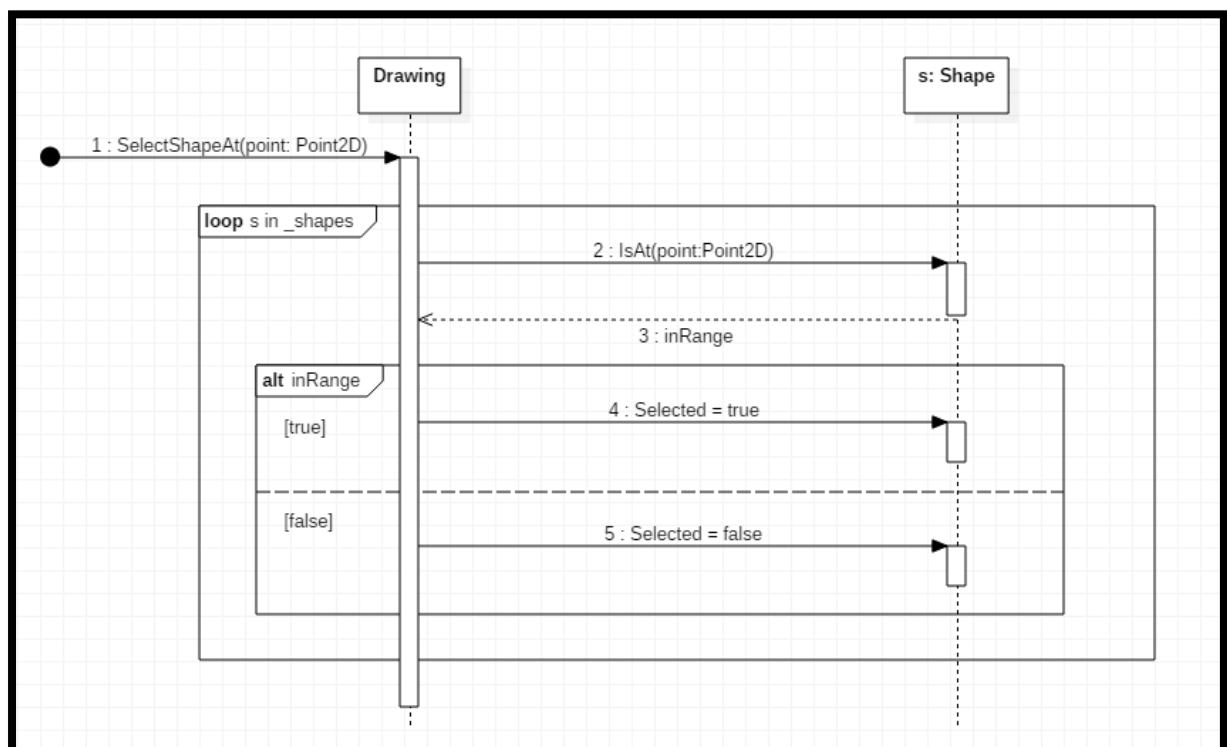 Drawing
s: Shape
1 : SelectShapeAt(point: Point2D)
loop s in _shapes
2 : IsAt(point:Point2D)
3 : inRange
alt inRange
4 : Selected = true
[true]
[false]
5 : Selected = false